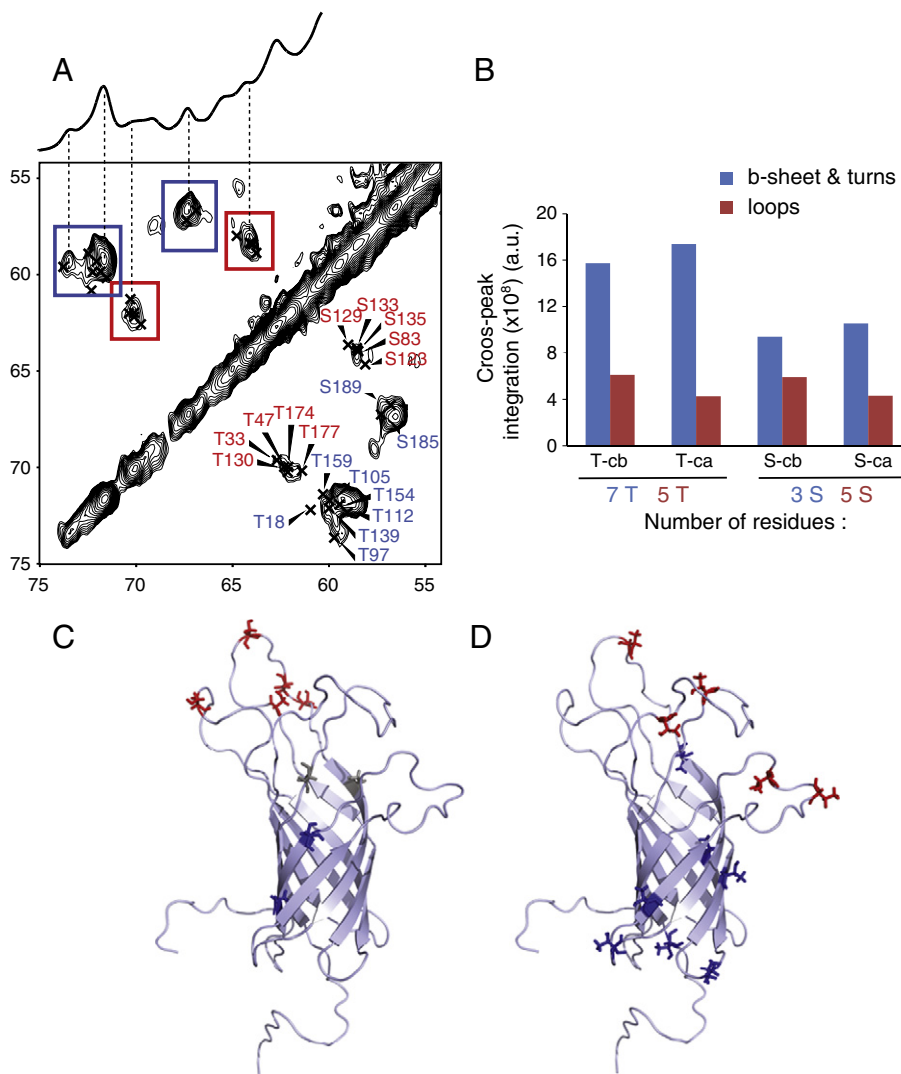 A
B
b-sheet & turns
loops
55
60
65
70
75
75
70
65
60
55
S133
S129
S135
S83
S183
S189
S185
T174
T47
T177
T33
T130
T159
T105
T154
T18
T112
T139
T97
Croos-peak
integration (x10⁸) (a.u.)
20
16
12
8
4
0
T-cb T-ca S-cb S-ca
7 T 5 T 3 S 5 S
Number of residues :
C
D